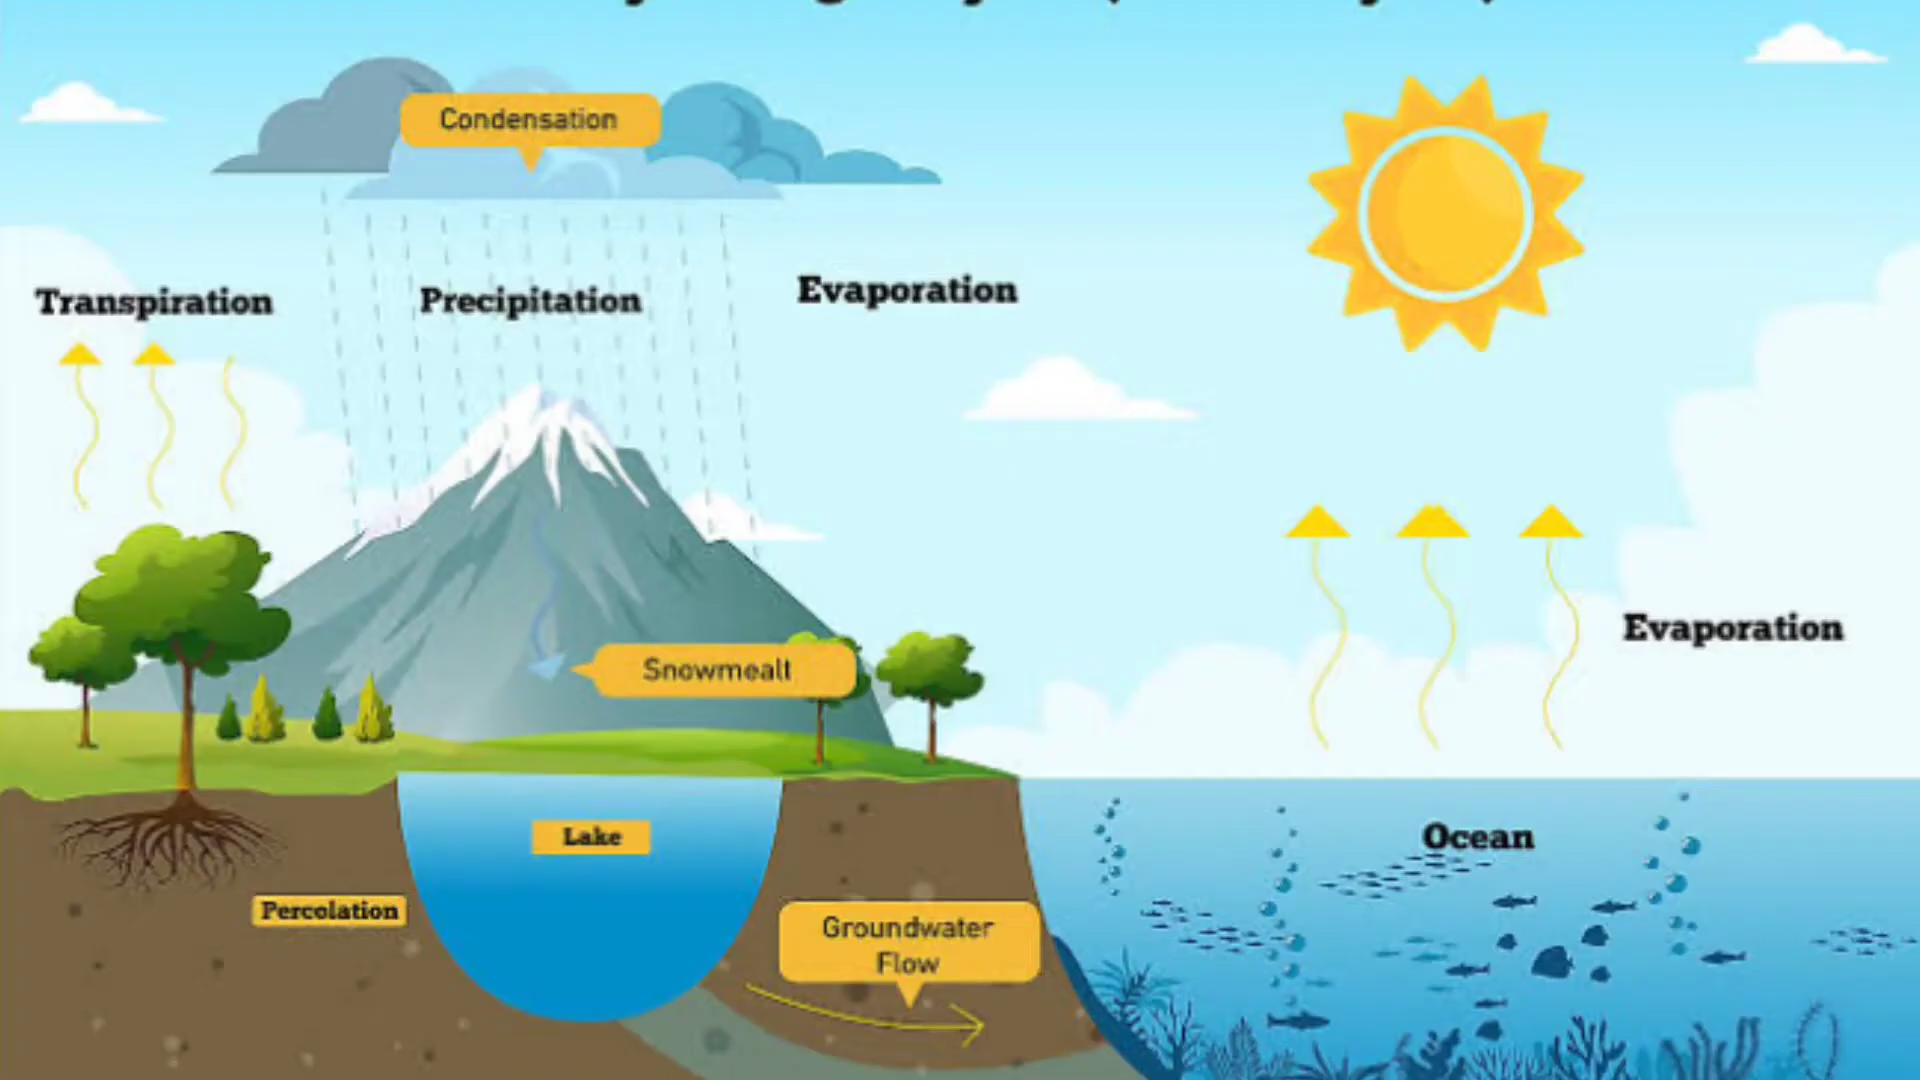 Condensation
Transpiration
Precipitation
Evaporation
Evaporation
Snowmealt
Lake
Ocean
Percolation
Groundwater
Flow